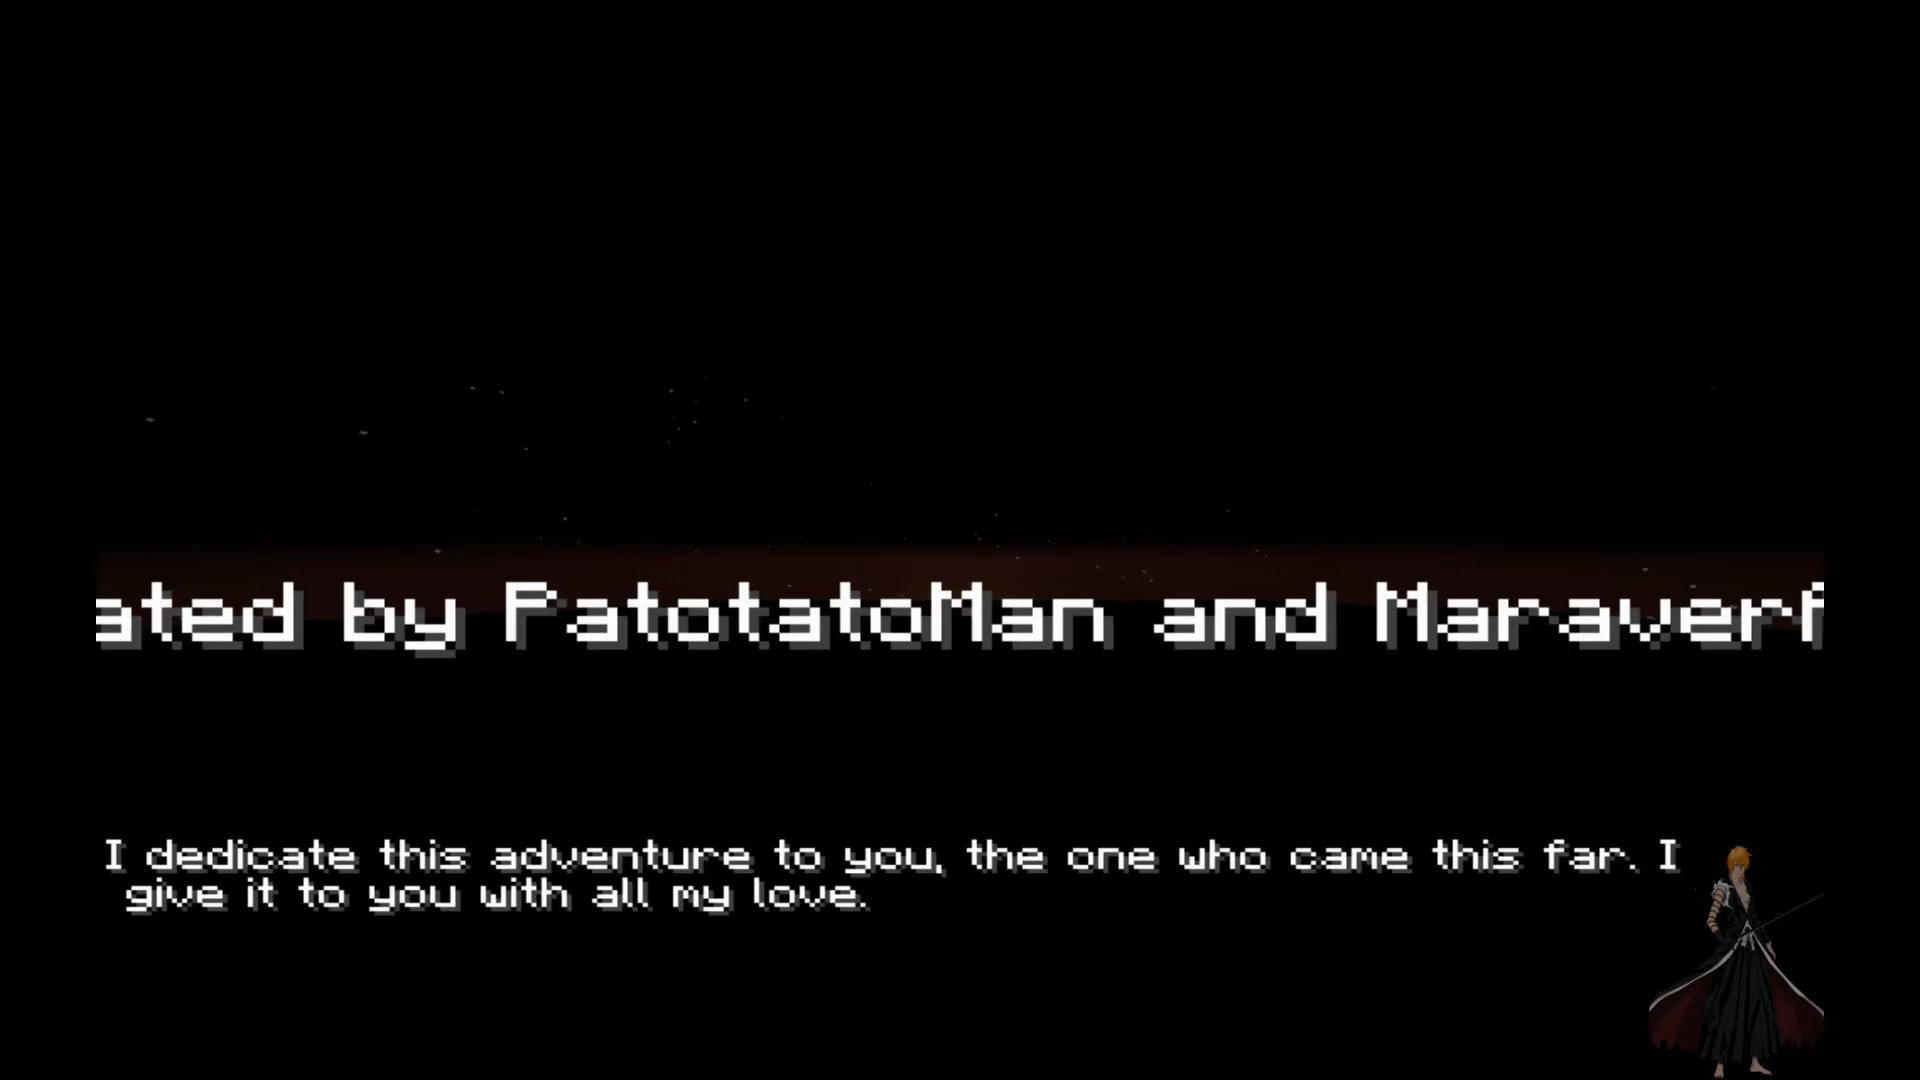 ated by PatotatoMan and Maraverf
I dedicate this adventure to you, the one who came this far. I
give it to you with all my love.